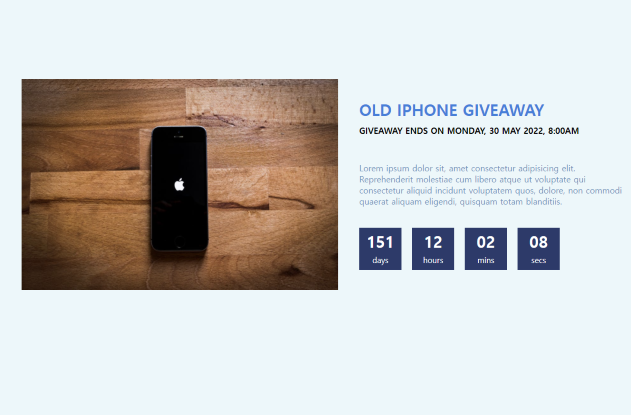 OLD IPHONE GIVEAWAY
GIVEAWAY ENDS ON MONDAY, 30 MAY 2022, 8:00AM
Lorem ipsum dolor sit, amet consectetur adipisicing elit.
Reprehenderit molestiae cum libero atque ut voluptate qui
consectetur aliquid incidunt voluptatem quos, dolore, non commodi
quaerat aliquam eligendi, quisquam totam blanditiis.
151 12 02 08
days hours mins secs